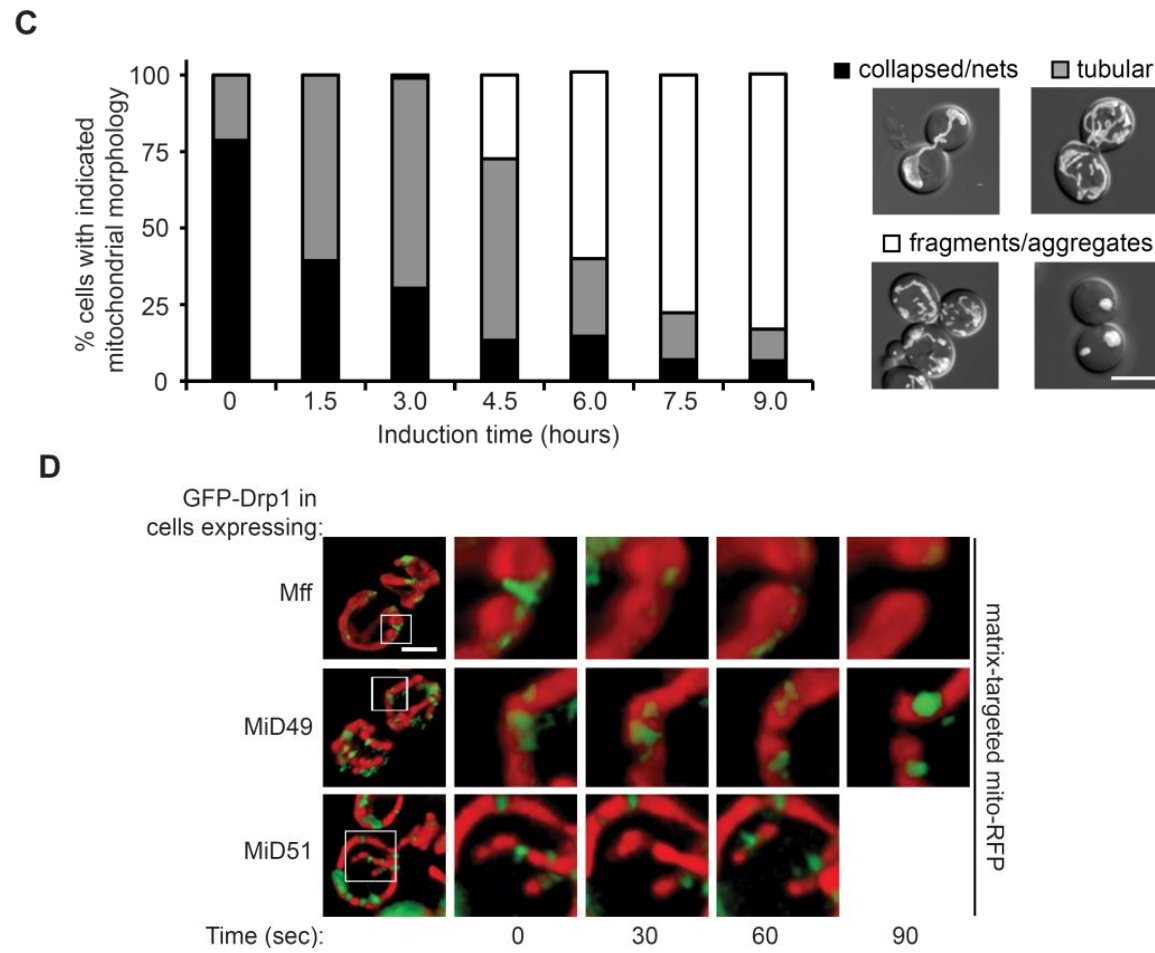 C
% cells with indicated
mitochondrial morphology
100
75
50
25
0
0 1.5 3.0 4.5 6.0 7.5 9.0
Induction time (hours)
collapsed/nets tubular
fragments/aggregates
D
GFP-Drp1 in
cells expressing:
Mff
MiD49
MiD51
matrix-targeted mito-RFP
Time (sec): 0 30 60 90